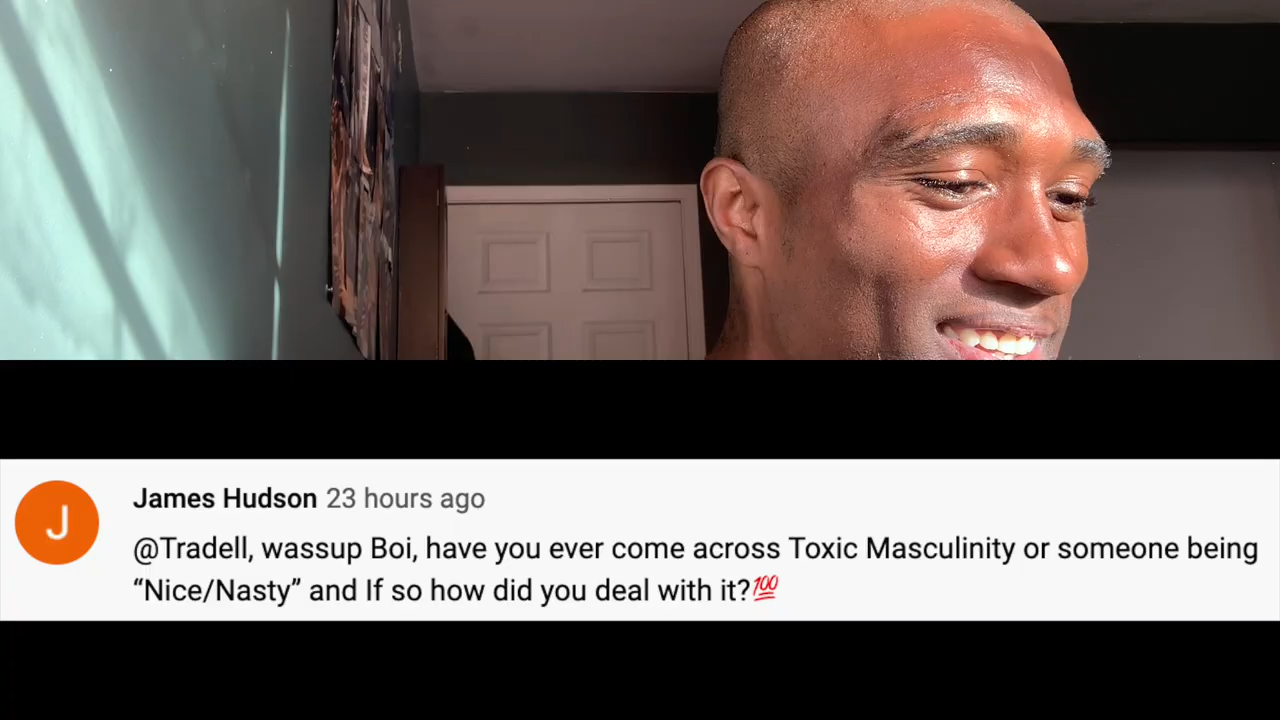 J
James Hudson 23 hours ago
@Tradell, wassup Boi, have you ever come across Toxic Masculinity or someone being
“Nice/Nasty” and If so how did you deal with it?💯